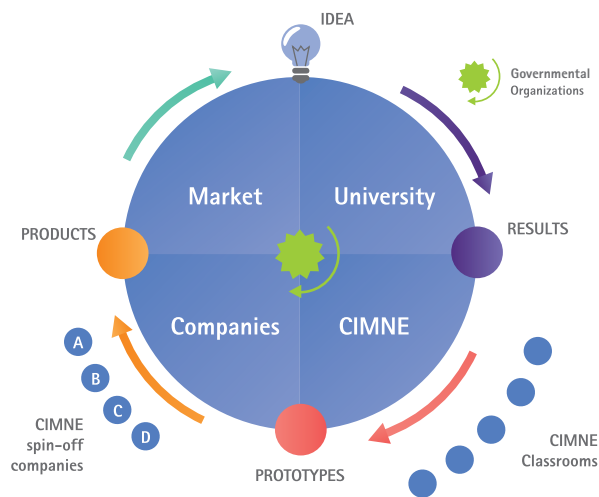 IDEA
Governmental
Organizations
Market
University
PRODUCTS
RESULTS
Companies
CIMNE
A
B
C
D
CIMNE
spin-off
companies
CIMNE
Classrooms
PROTOTYPES